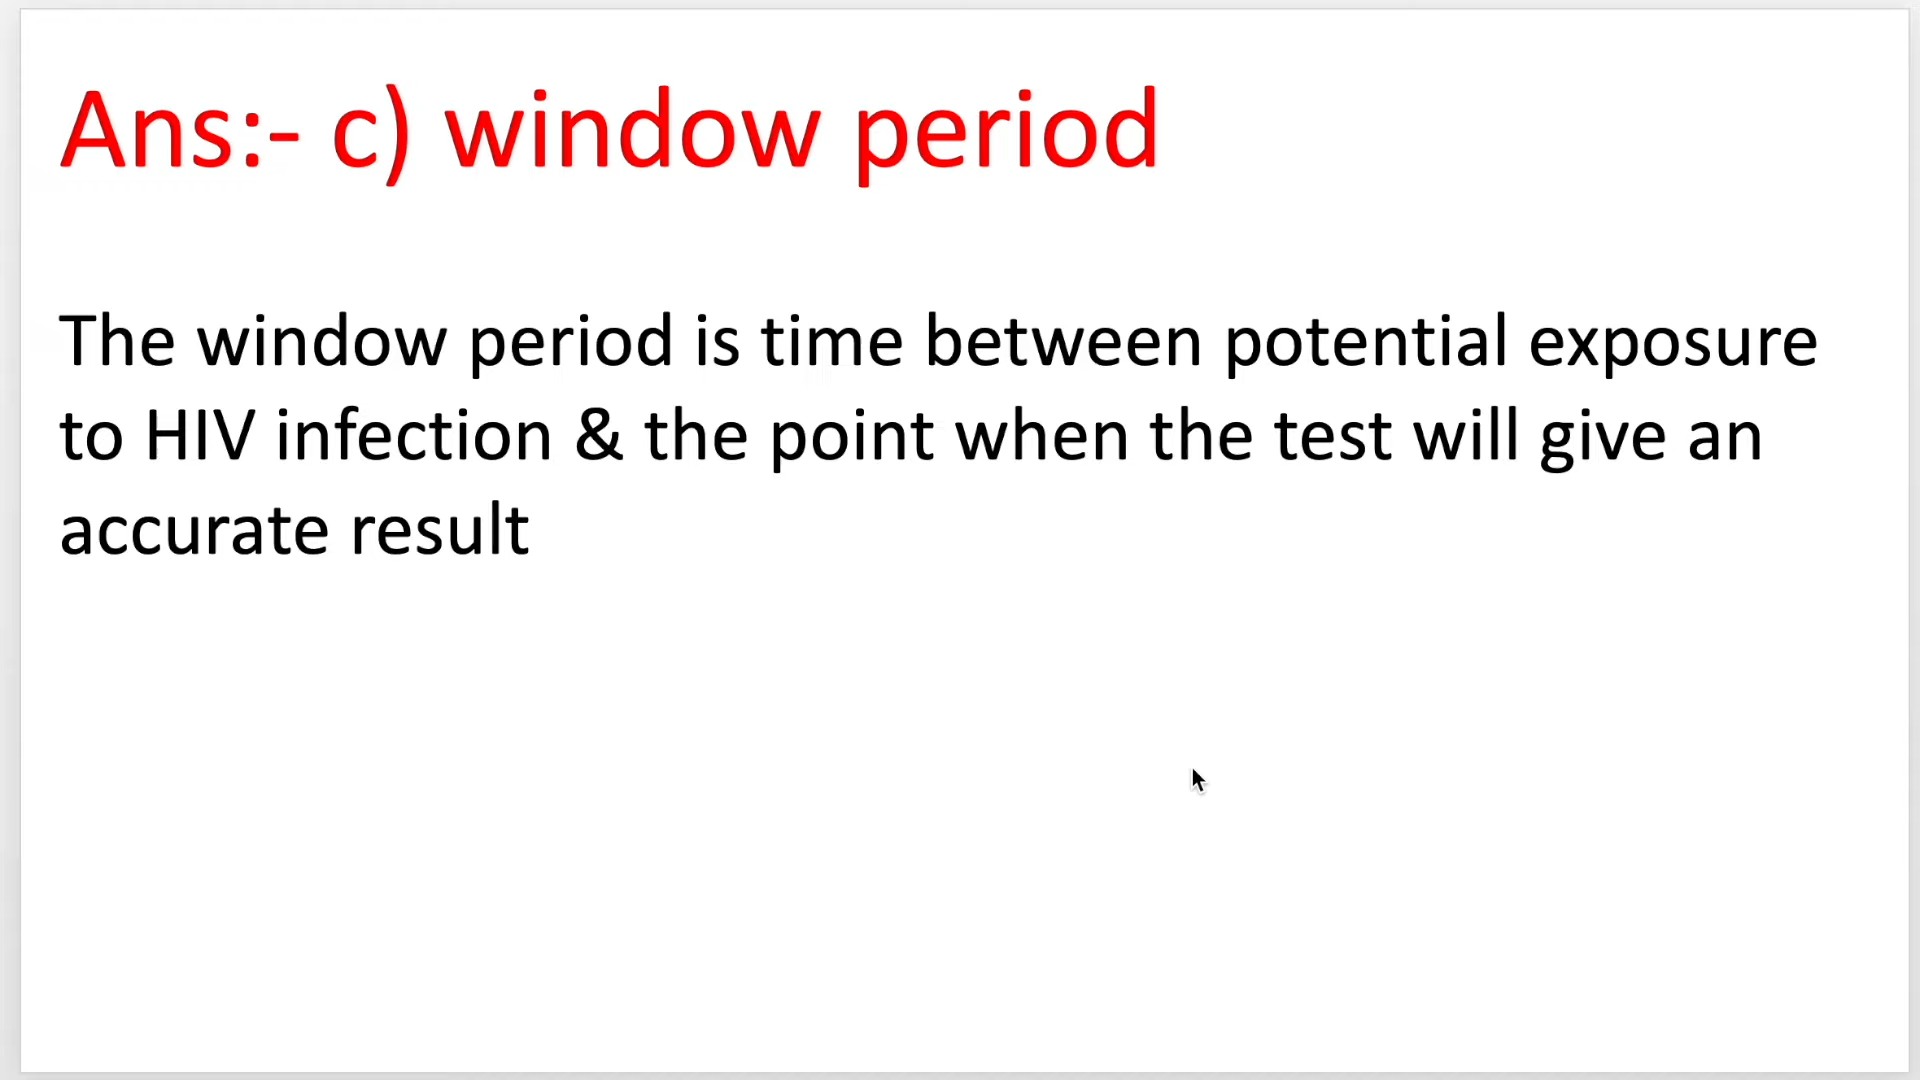 Ans:- c) window period
The window period is time between potential exposure
to HIV infection & the point when the test will give an
accurate result